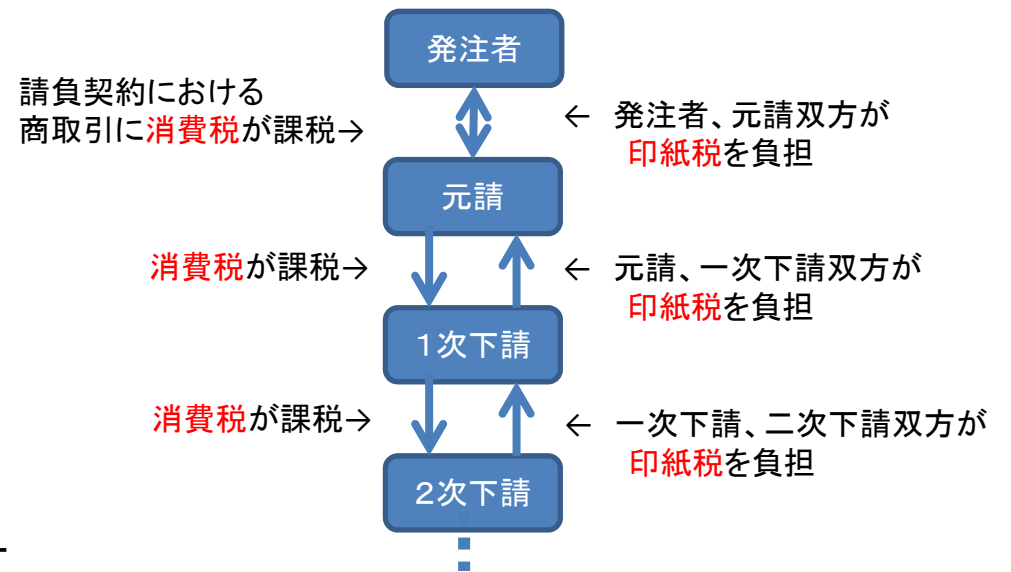 発注者
請負契約における
商取引に消費税が課税→
← 発注者、元請双方が
印紙税を負担
元請
消費税が課税→
← 元請、一次下請双方が
印紙税を負担
１次下請
消費税が課税→
← 一次下請、二次下請双方が
印紙税を負担
２次下請